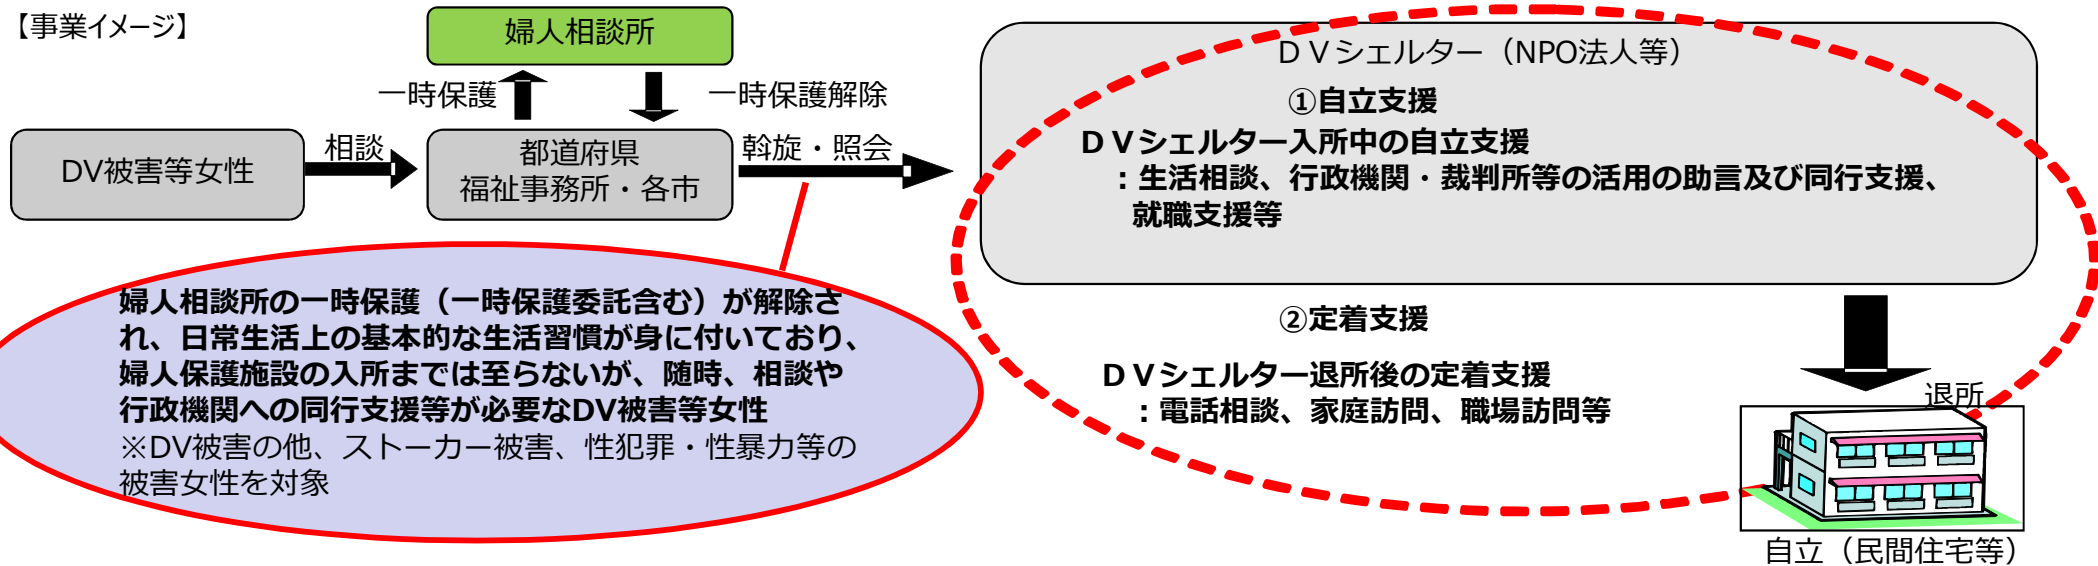 【事業イメージ】
婦人相談所
一時保護
一時保護解除
DV被害等女性
相談
都道府県
福祉事務所・各市
斡旋・照会
ＤＶシェルター（NPO法人等）
①自立支援
ＤＶシェルター入所中の自立支援
：生活相談、行政機関・裁判所等の活用の助言及び同行支援、
就職支援等
婦人相談所の一時保護（一時保護委託含む）が解除さ
れ、日常生活上の基本的な生活習慣が身に付いており、
婦人保護施設の入所までは至らないが、随時、相談や
行政機関への同行支援等が必要なDV被害等女性
※DV被害の他、ストーカー被害、性犯罪・性暴力等の
被害女性を対象
②定着支援
ＤＶシェルター退所後の定着支援
：電話相談、家庭訪問、職場訪問等
退所
自立（民間住宅等）